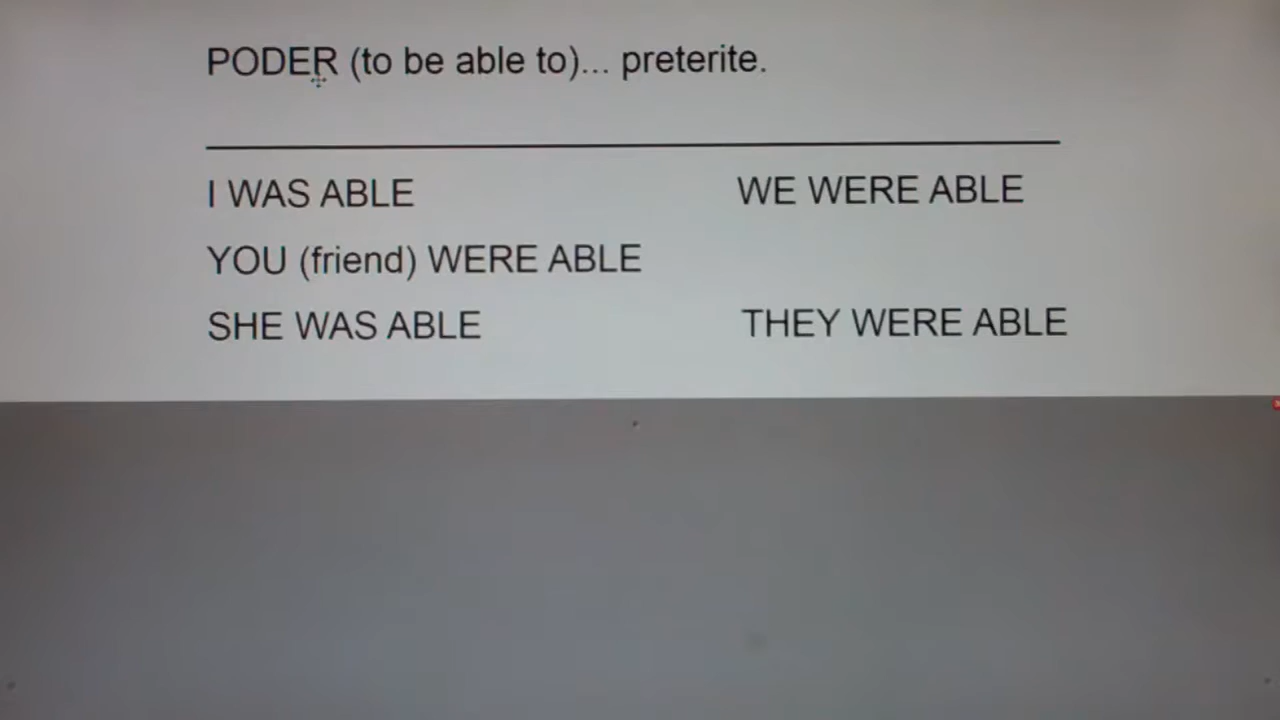 PODER (to be able to)... preterite.
I WAS ABLE WE WERE ABLE
YOU (friend) WERE ABLE
SHE WAS ABLE THEY WERE ABLE